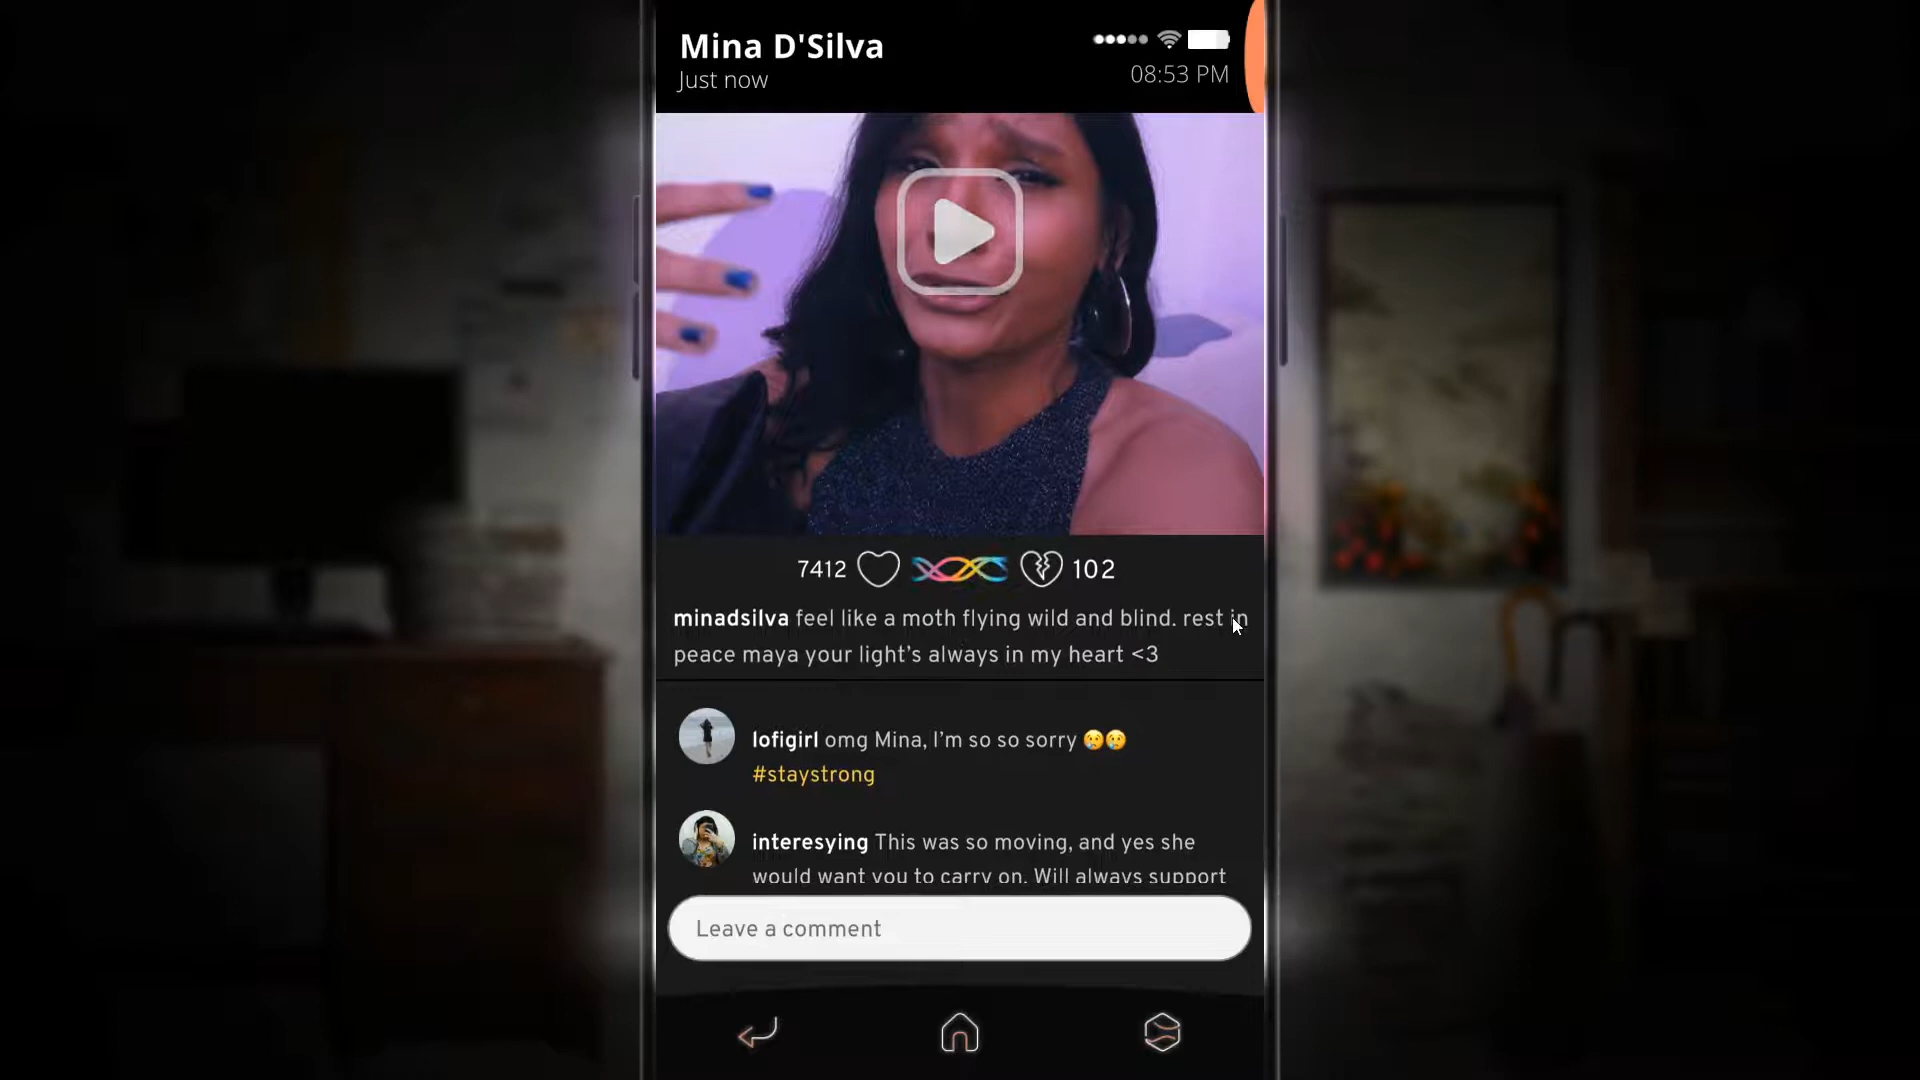 Mina D'Silva
Just now
08:53 PM
7412
102
minadsilva feel like a moth flying wild and blind. rest in
peace maya your light's always in my heart <3
lofigirl omg Mina, I'm so so sorry 😢😢
#staystrong
interesying This was so moving, and yes she
would want you to carry on. Will always support
Leave a comment